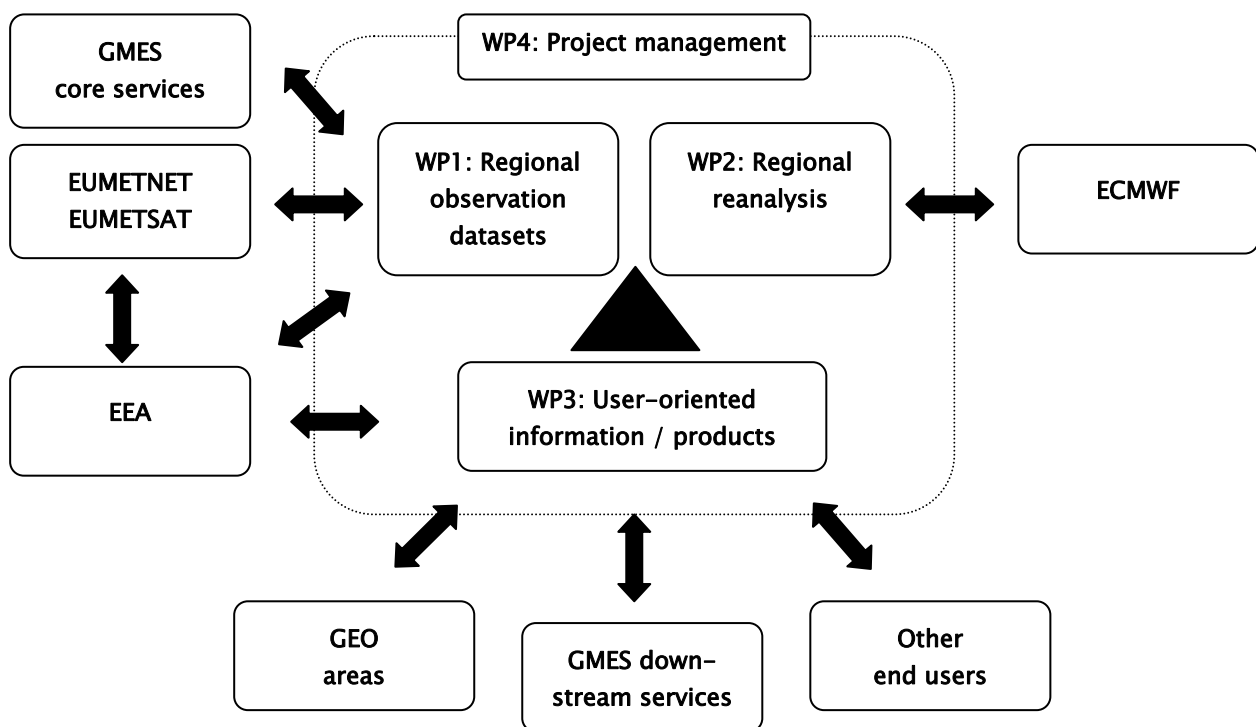 GMES
core services
WP4: Project management
EUMETNET
EUMETSAT
WP1: Regional
observation
datasets
WP2: Regional
reanalysis
ECMWF
EEA
WP3: User-oriented
information / products
GEO
areas
GMES down-
stream services
Other
end users